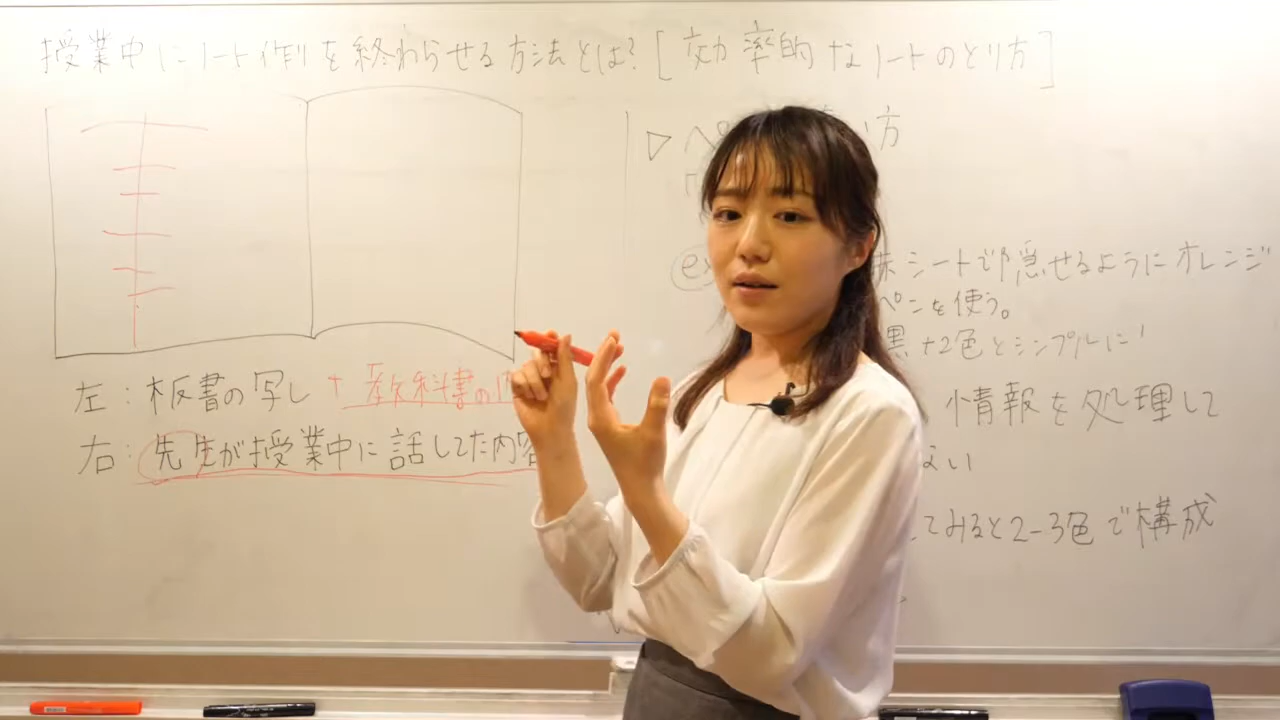 授業中にノート作りを終わらせる方法とは?[効率的なノートのとり方]
左：板書の写し + 教科書の
右：先生が授業中に話してた内容
▷ ペ い方
ex シートで隠せるようにオレンジ
ペンを使う。
黒+2色とシンプルに!
情報を処理して
ない
てみると2-3色で構成